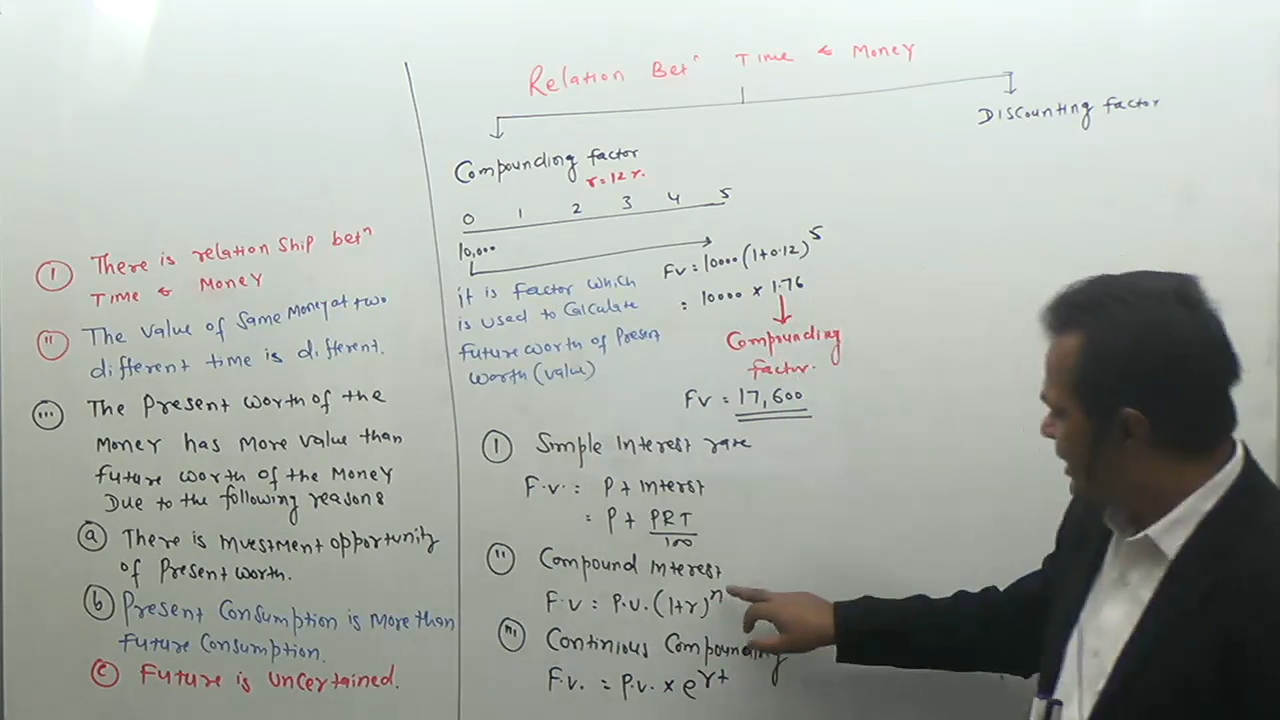 Relation Betⁿ Time & Money
Compounding factor
Discounting factor
r = 12 %.
0 1 2 3 4 5
10,000
FV = 10000 (1+0.12)⁵
= 10000 × 1.76
Compounding
factor.
FV = 17,600
it is factor which
is used to Calculate
future worth of Present
worth (value)
(I) Simple Interest rate
F.V. = P + Interst
= P + PRT
100
(II) Compound Interest
F.V = P.V. (1+r)ⁿ
(III) Continious Compounding
F.V. = P.V. × e^rt
(I) There is relation Ship betⁿ
Time & Money
(II) The value of Same Money at two
different time is different.
(III) The Present worth of the
Money has More value than
future worth of the Money
Due to the following reasons
(a) There is Investment opportunity
of Present worth.
(b) Present Consumption is more than
future Consumption.
(c) Future is uncertained.